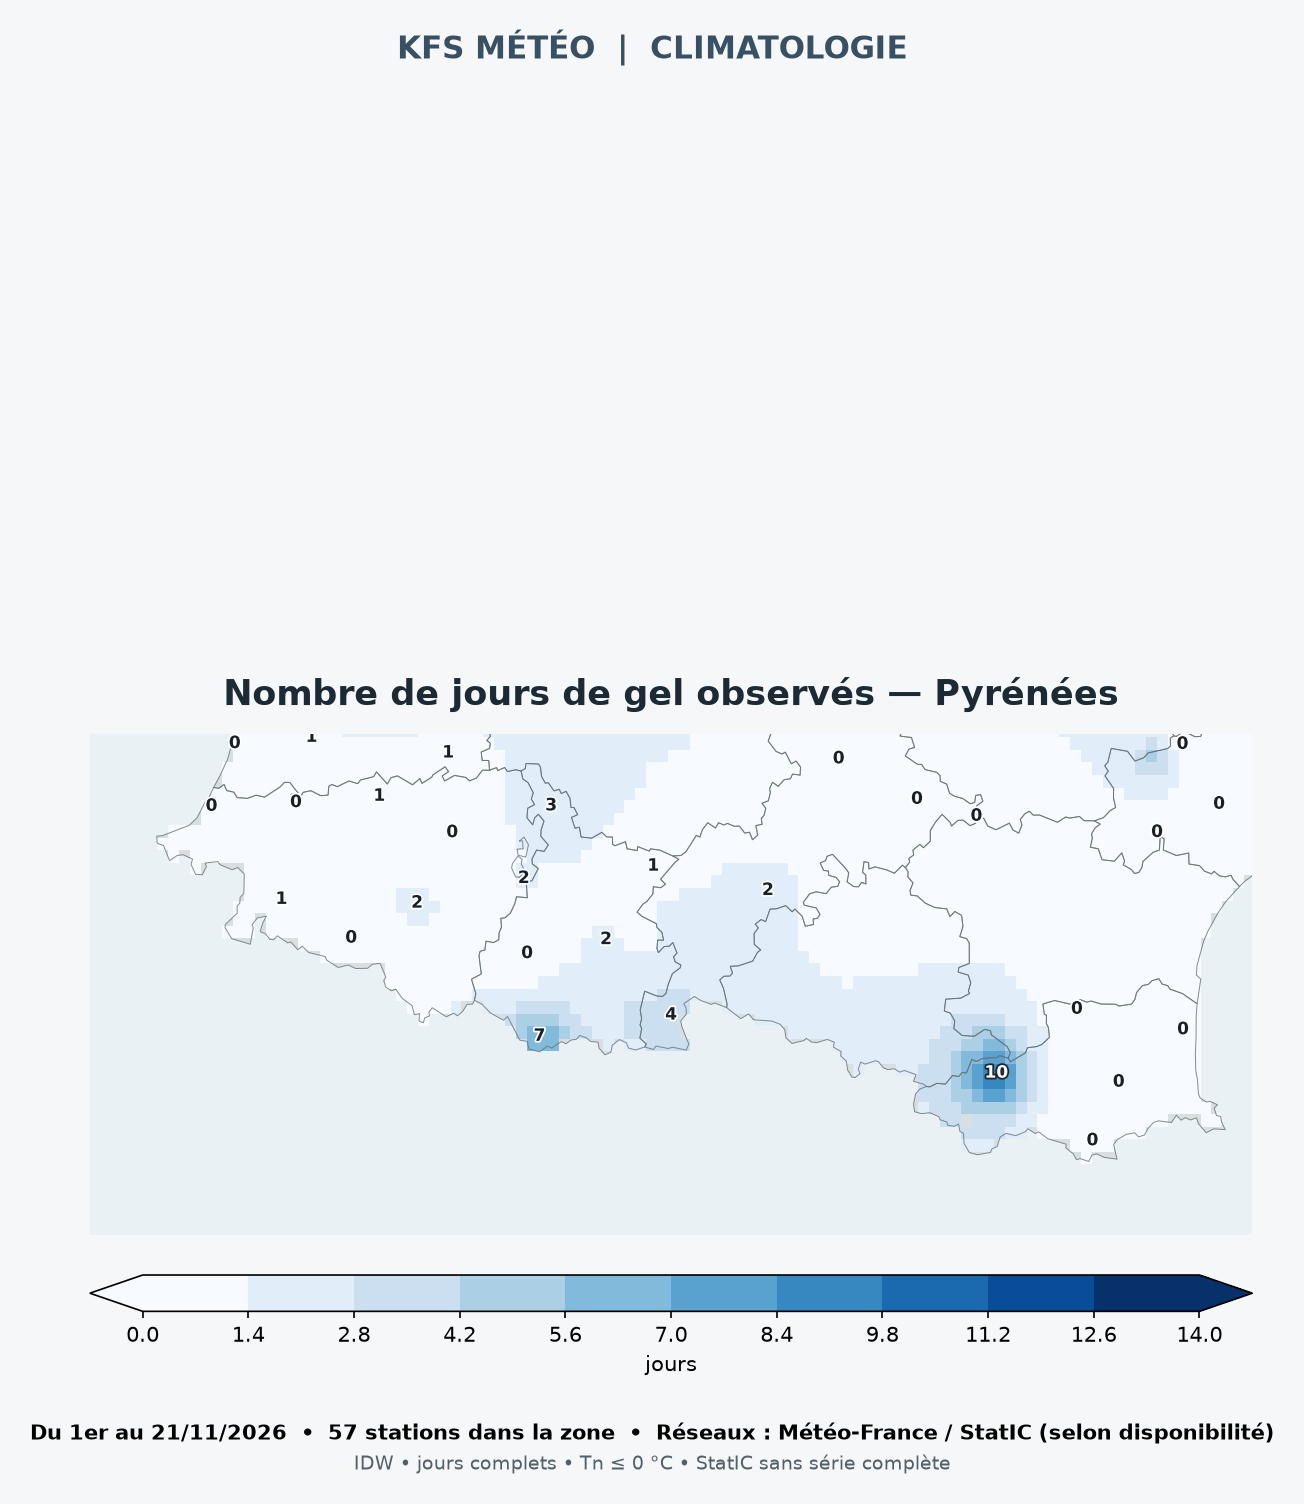 KFS MÉTÉO | CLIMATOLOGIE
Nombre de jours de gel observés — Pyrénées
0 1 1 0 0
0 0 1 3 0 0 0
0 0
2 1
1 2 2
0 0 2
7 4 0 0
10 0
0
0.0 1.4 2.8 4.2 5.6 7.0 8.4 9.8 11.2 12.6 14.0
jours
Du 1er au 21/11/2026 • 57 stations dans la zone • Réseaux : Météo-France / StatIC (selon disponibilité)
IDW • jours complets • Tn ≤ 0 °C • StatIC sans série complète